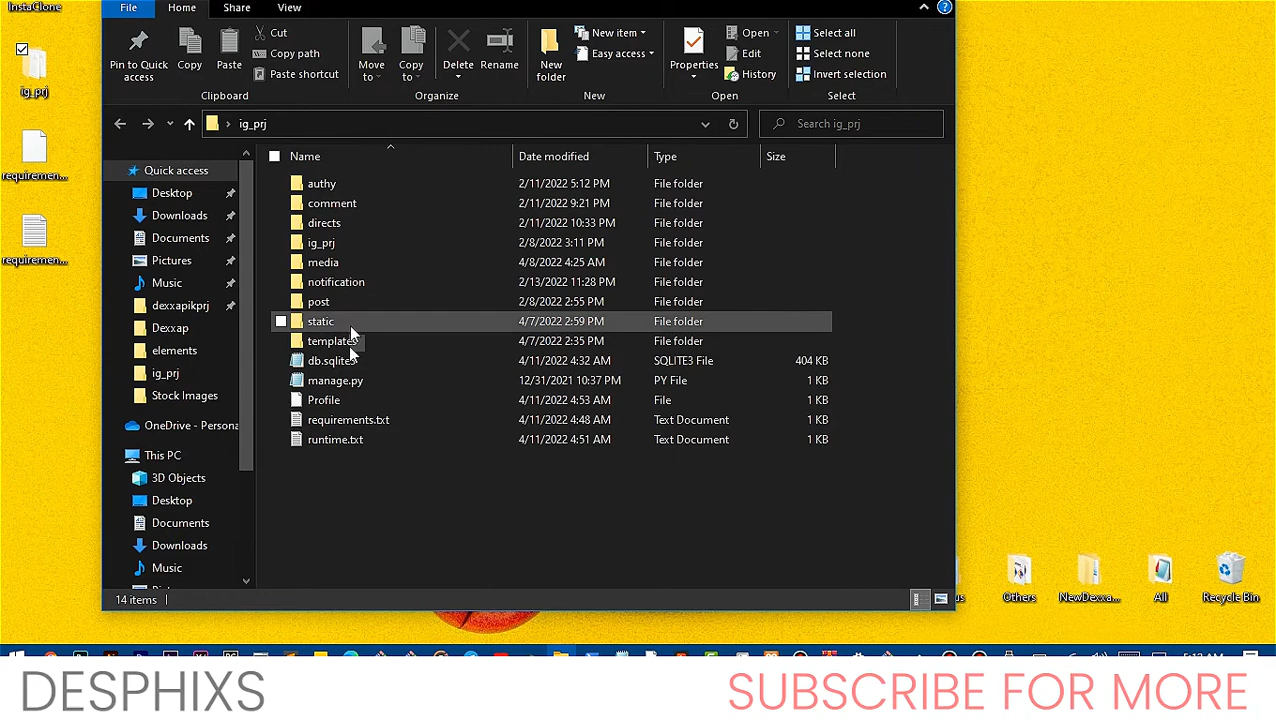 InstaClone
ig_prj
requiremen...
requiremen...
File
Home
Share
View
Pin to Quick access
Copy
Paste
Cut
Copy path
Paste shortcut
Clipboard
Move to
Copy to
Delete
Rename
Organize
New folder
New item
Easy access
New
Properties
Open
Edit
History
Open
Select all
Select none
Invert selection
Select
ig_prj
Search ig_prj
Quick access
Desktop
Downloads
Documents
Pictures
Music
dexxapikprj
Dexxap
elements
ig_prj
Stock Images
OneDrive - Persona
This PC
3D Objects
Desktop
Documents
Downloads
Music
Name Date modified Type Size
authy 2/11/2022 5:12 PM File folder
comment 2/11/2022 9:21 PM File folder
directs 2/11/2022 10:33 PM File folder
ig_prj 2/8/2022 3:11 PM File folder
media 4/8/2022 4:25 AM File folder
notification 2/13/2022 11:28 PM File folder
post 2/8/2022 2:55 PM File folder
static 4/7/2022 2:59 PM File folder
templates 4/7/2022 2:35 PM File folder
db.sqlite3 4/11/2022 4:32 AM SQLITE3 File 404 KB
manage.py 12/31/2021 10:37 PM PY File 1 KB
Profile 4/11/2022 4:53 AM File 1 KB
requirements.txt 4/11/2022 4:48 AM Text Document 1 KB
runtime.txt 4/11/2022 4:51 AM Text Document 1 KB
14 items
Others
NewDexxa...
All
Recycle Bin
DESPHIXS
SUBSCRIBE FOR MORE